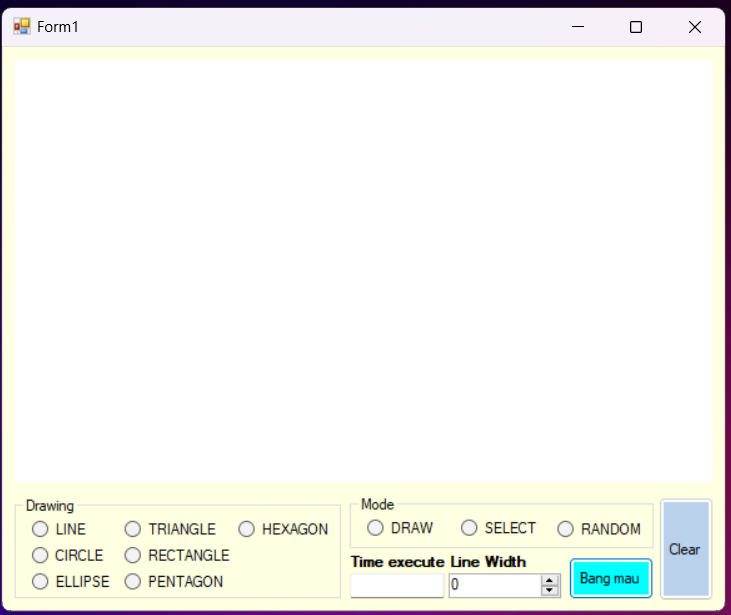 Form1
Drawing
LINE TRIANGLE HEXAGON
CIRCLE RECTANGLE
ELLIPSE PENTAGON
Mode
DRAW SELECT RANDOM
Time execute Line Width
0
Bang mau
Clear